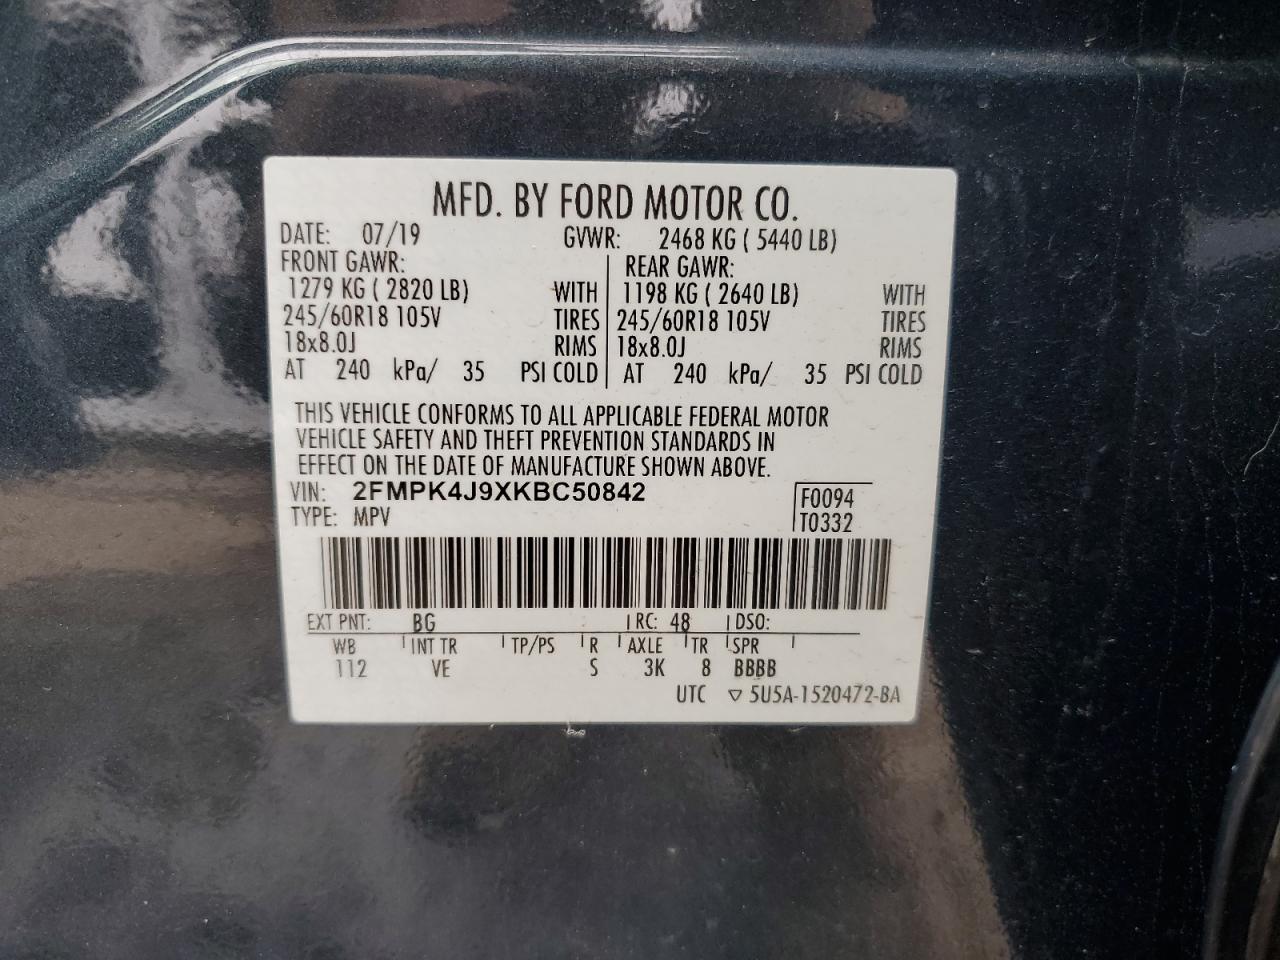 MFD. BY FORD MOTOR CO.
DATE: 07/19 GVWR: 2468 KG ( 5440 LB)
FRONT GAWR: REAR GAWR:
1279 KG ( 2820 LB) WITH 1198 KG ( 2640 LB) WITH
245/60R18 105V TIRES 245/60R18 105V TIRES
18x8.0J RIMS 18x8.0J RIMS
AT 240 kPa/ 35 PSI COLD AT 240 kPa/ 35 PSI COLD
THIS VEHICLE CONFORMS TO ALL APPLICABLE FEDERAL MOTOR
VEHICLE SAFETY AND THEFT PREVENTION STANDARDS IN
EFFECT ON THE DATE OF MANUFACTURE SHOWN ABOVE.
VIN: 2FMPK4J9XKBC50842 F0094
TYPE: MPV T0332
EXT PNT: BG RC: 48 DSO:
WB INT TR TP/PS R AXLE TR SPR
112 VE S 3K 8 BBBB
UTC ▽ 5U5A-1520472-BA